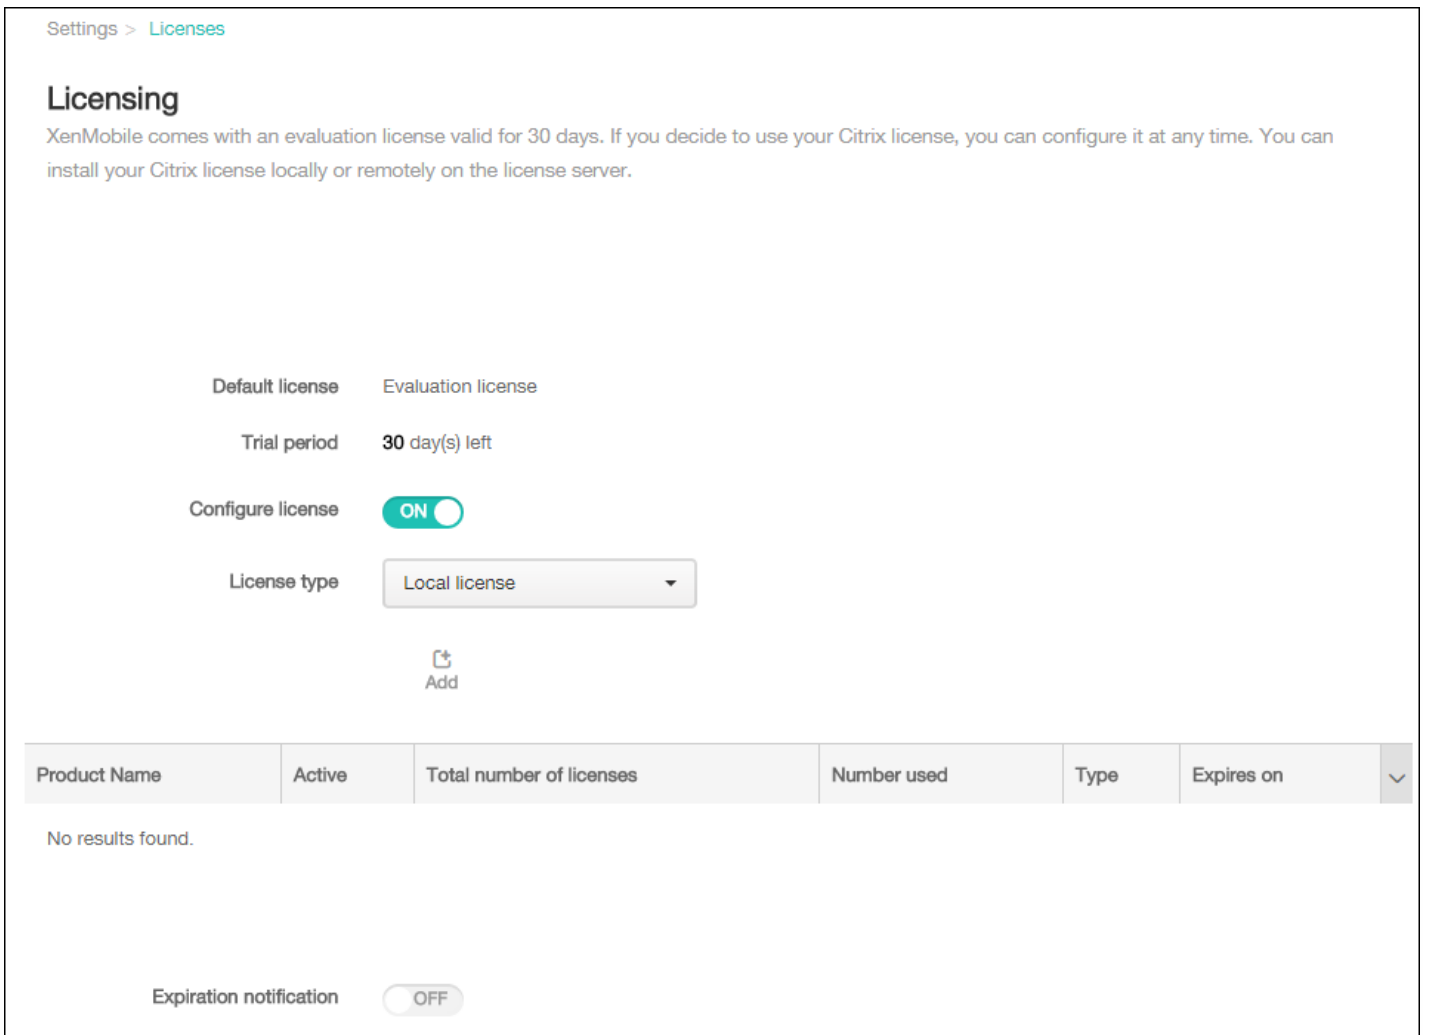 Settings > Licenses
Licensing
XenMobile comes with an evaluation license valid for 30 days. If you decide to use your Citrix license, you can configure it at any time. You can
install your Citrix license locally or remotely on the license server.
Default license Evaluation license
Trial period 30 day(s) left
Configure license ON
License type Local license
Add
Product Name Active Total number of licenses Number used Type Expires on
No results found.
Expiration notification OFF